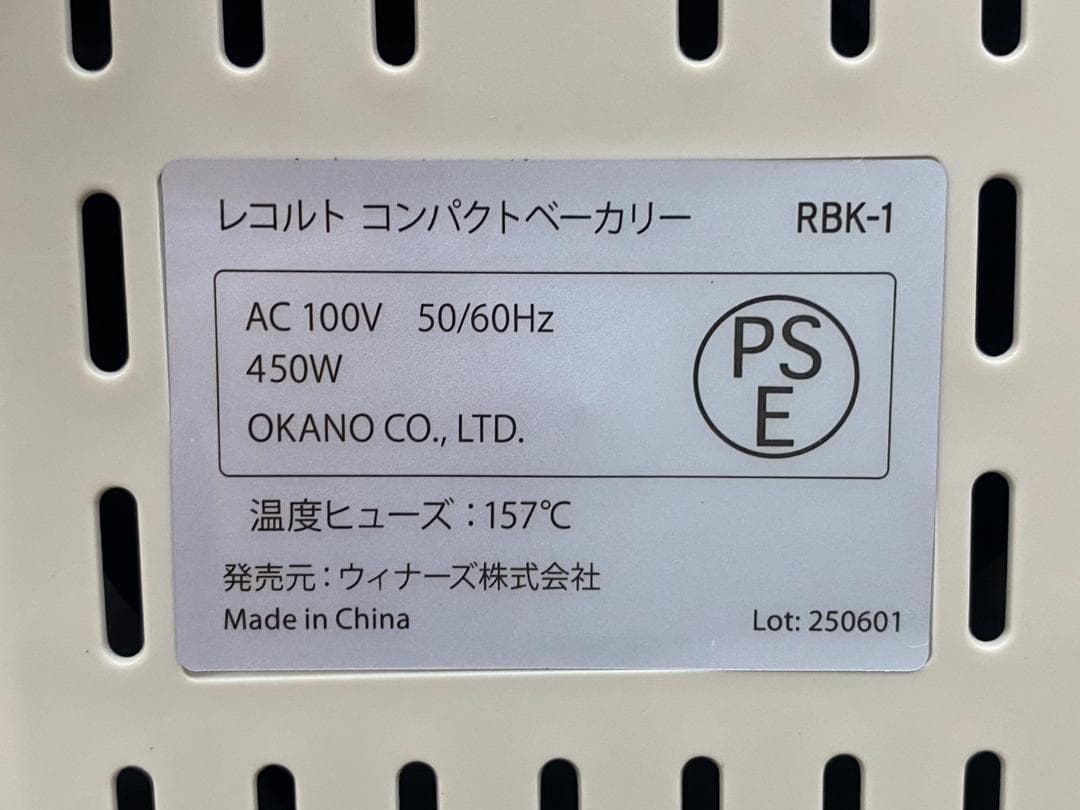 レコルト コンパクトベーカリー RBK-1
AC 100V 50/60Hz
450W
OKANO CO., LTD.
PS
E
温度ヒューズ：157℃
発売元：ウィナーズ株式会社
Made in China Lot: 250601